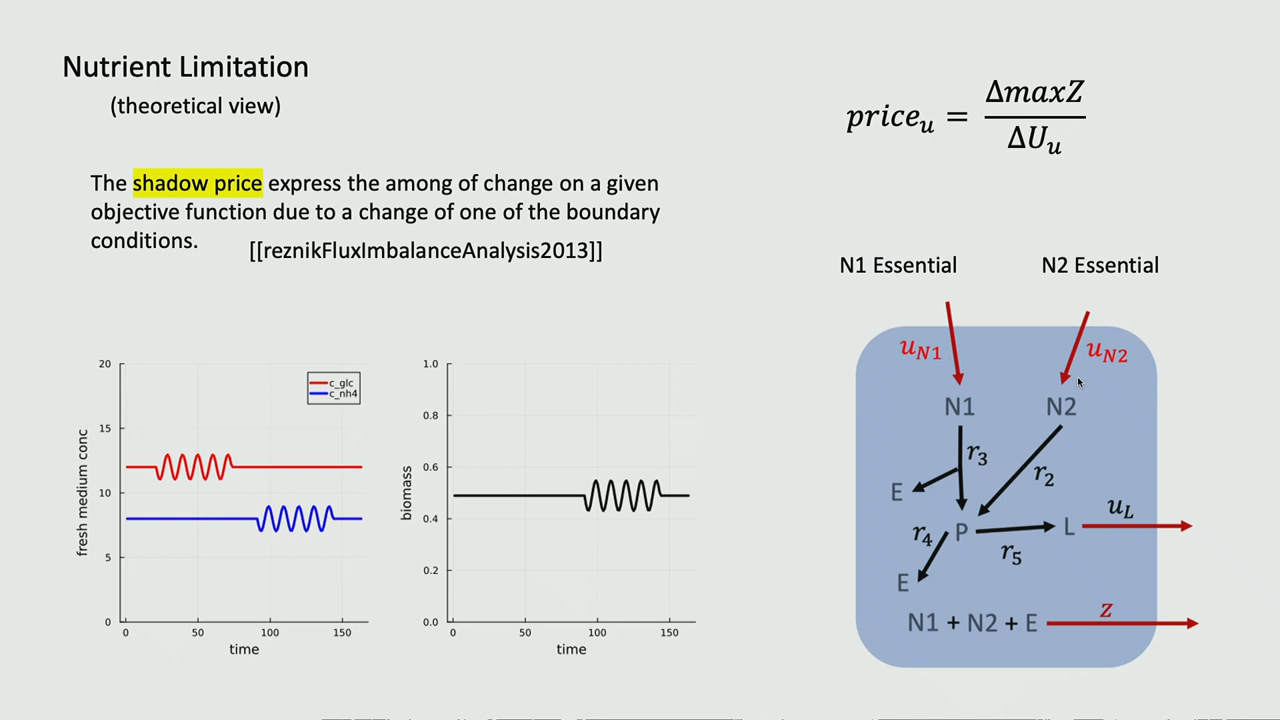 Nutrient Limitation
(theoretical view)
price_u = ΔmaxZ / ΔU_u
The shadow price express the among of change on a given
objective function due to a change of one of the boundary
conditions.
[[reznikFluxImbalanceAnalysis2013]]
N1 Essential
N2 Essential
u_N1
u_N2
N1
N2
r_3
r_2
E
P
L
u_L
r_4
r_5
E
N1 + N2 + E
z
fresh medium conc
20
15
10
5
0
c_glc
c_nh4
0 50 100 150
time
biomass
1.0
0.8
0.6
0.4
0.2
0.0
0 50 100 150
time